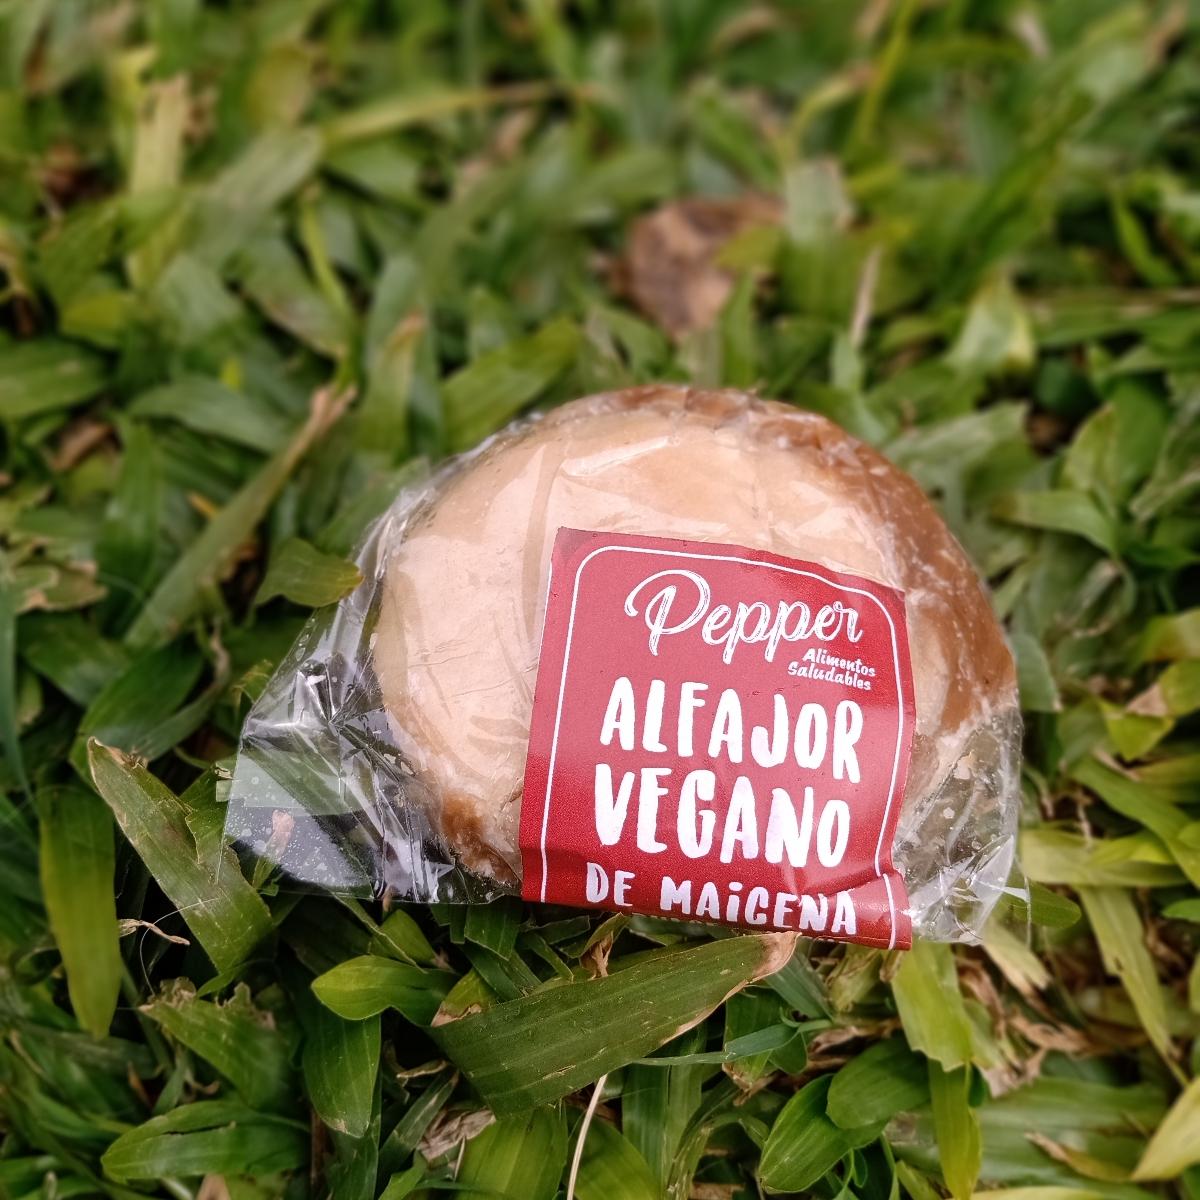 Pepper
Alimentos
Saludables
ALFAJOR
VEGANO
DE MAiCENA